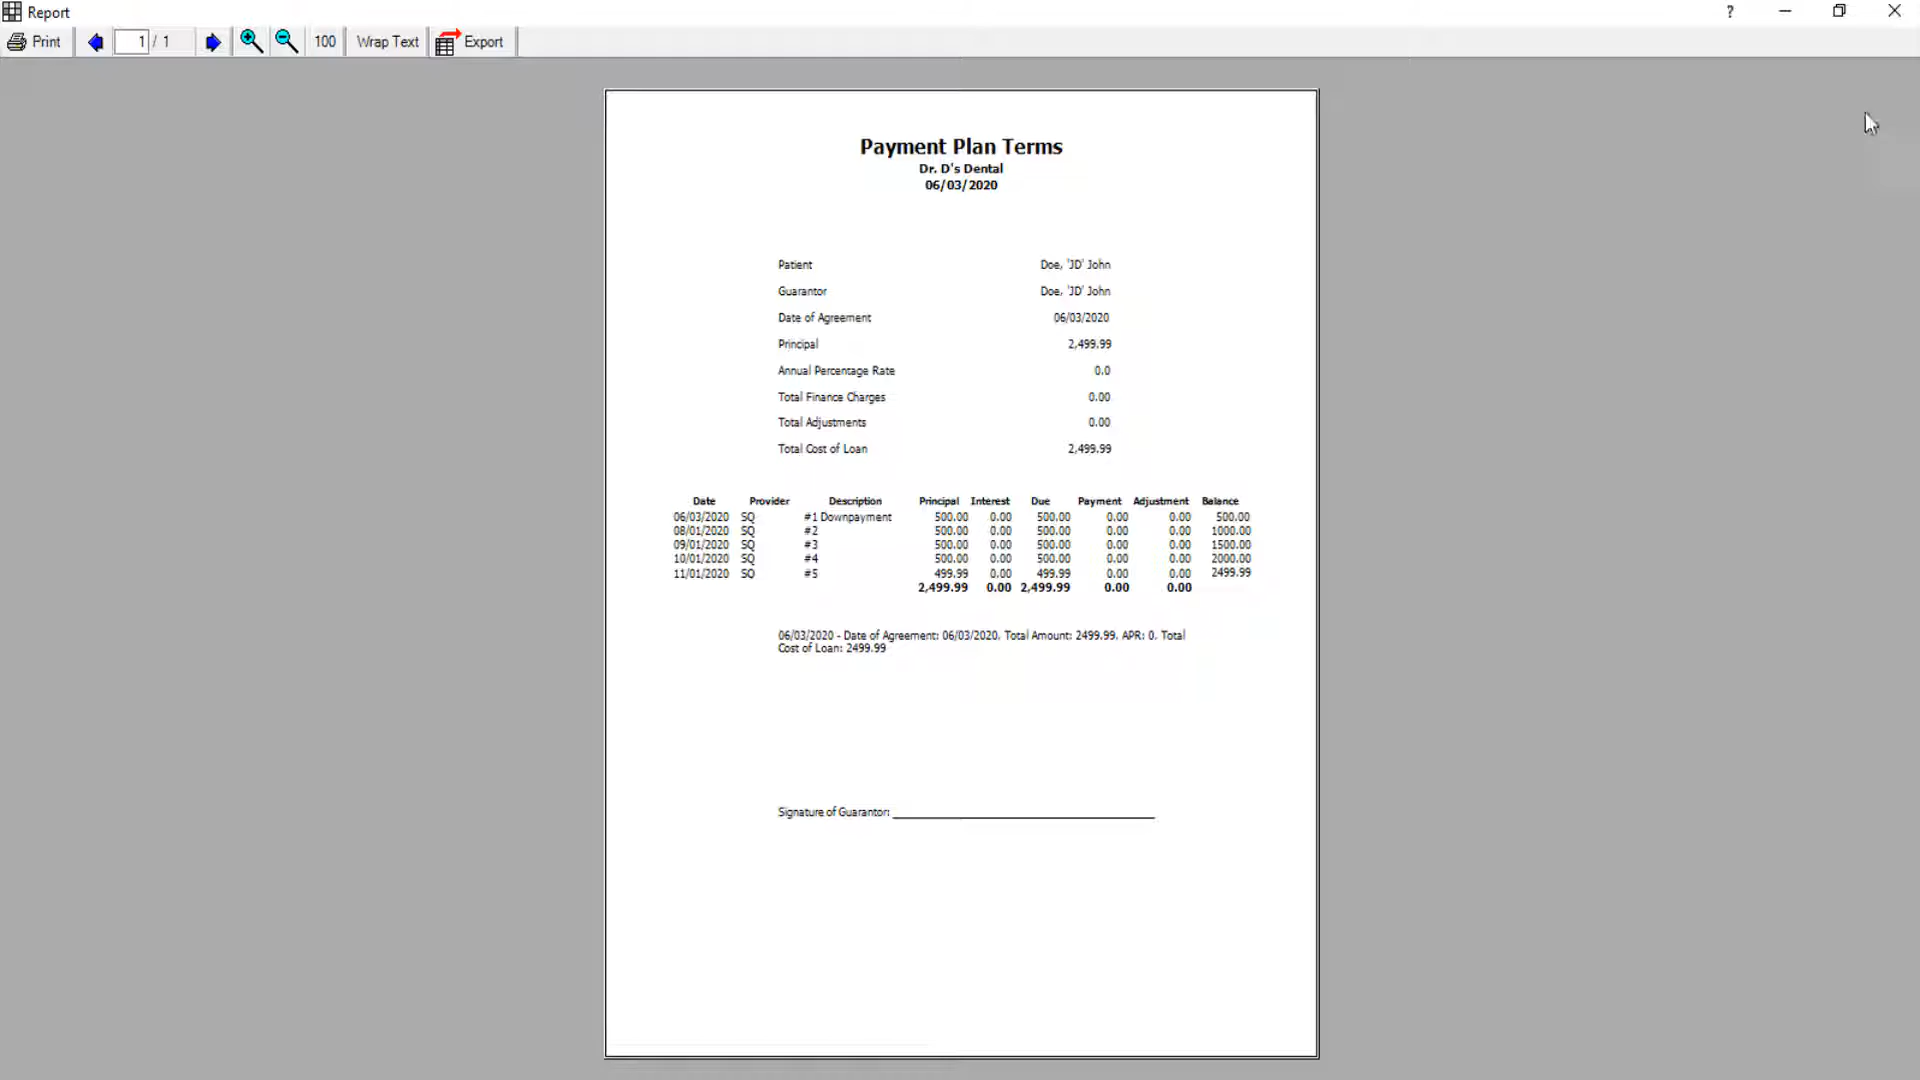 Report
?
Print 1 / 1 100 Wrap Text Export
Payment Plan Terms
Dr. D's Dental
06/03/2020
Patient Doe, 'JD' John
Guarantor Doe, 'JD' John
Date of Agreement 06/03/2020
Principal 2,499.99
Annual Percentage Rate 0.0
Total Finance Charges 0.00
Total Adjustments 0.00
Total Cost of Loan 2,499.99
Date Provider Description Principal Interest Due Payment Adjustment Balance
06/03/2020 SQ #1 Downpayment 500.00 0.00 500.00 0.00 0.00 500.00
08/01/2020 SQ #2 500.00 0.00 500.00 0.00 0.00 1000.00
09/01/2020 SQ #3 500.00 0.00 500.00 0.00 0.00 1500.00
10/01/2020 SQ #4 500.00 0.00 500.00 0.00 0.00 2000.00
11/01/2020 SQ #5 499.99 0.00 499.99 0.00 0.00 2499.99
2,499.99 0.00 2,499.99 0.00 0.00
06/03/2020 - Date of Agreement: 06/03/2020, Total Amount: 2499.99, APR: 0, Total
Cost of Loan: 2499.99
Signature of Guarantor: